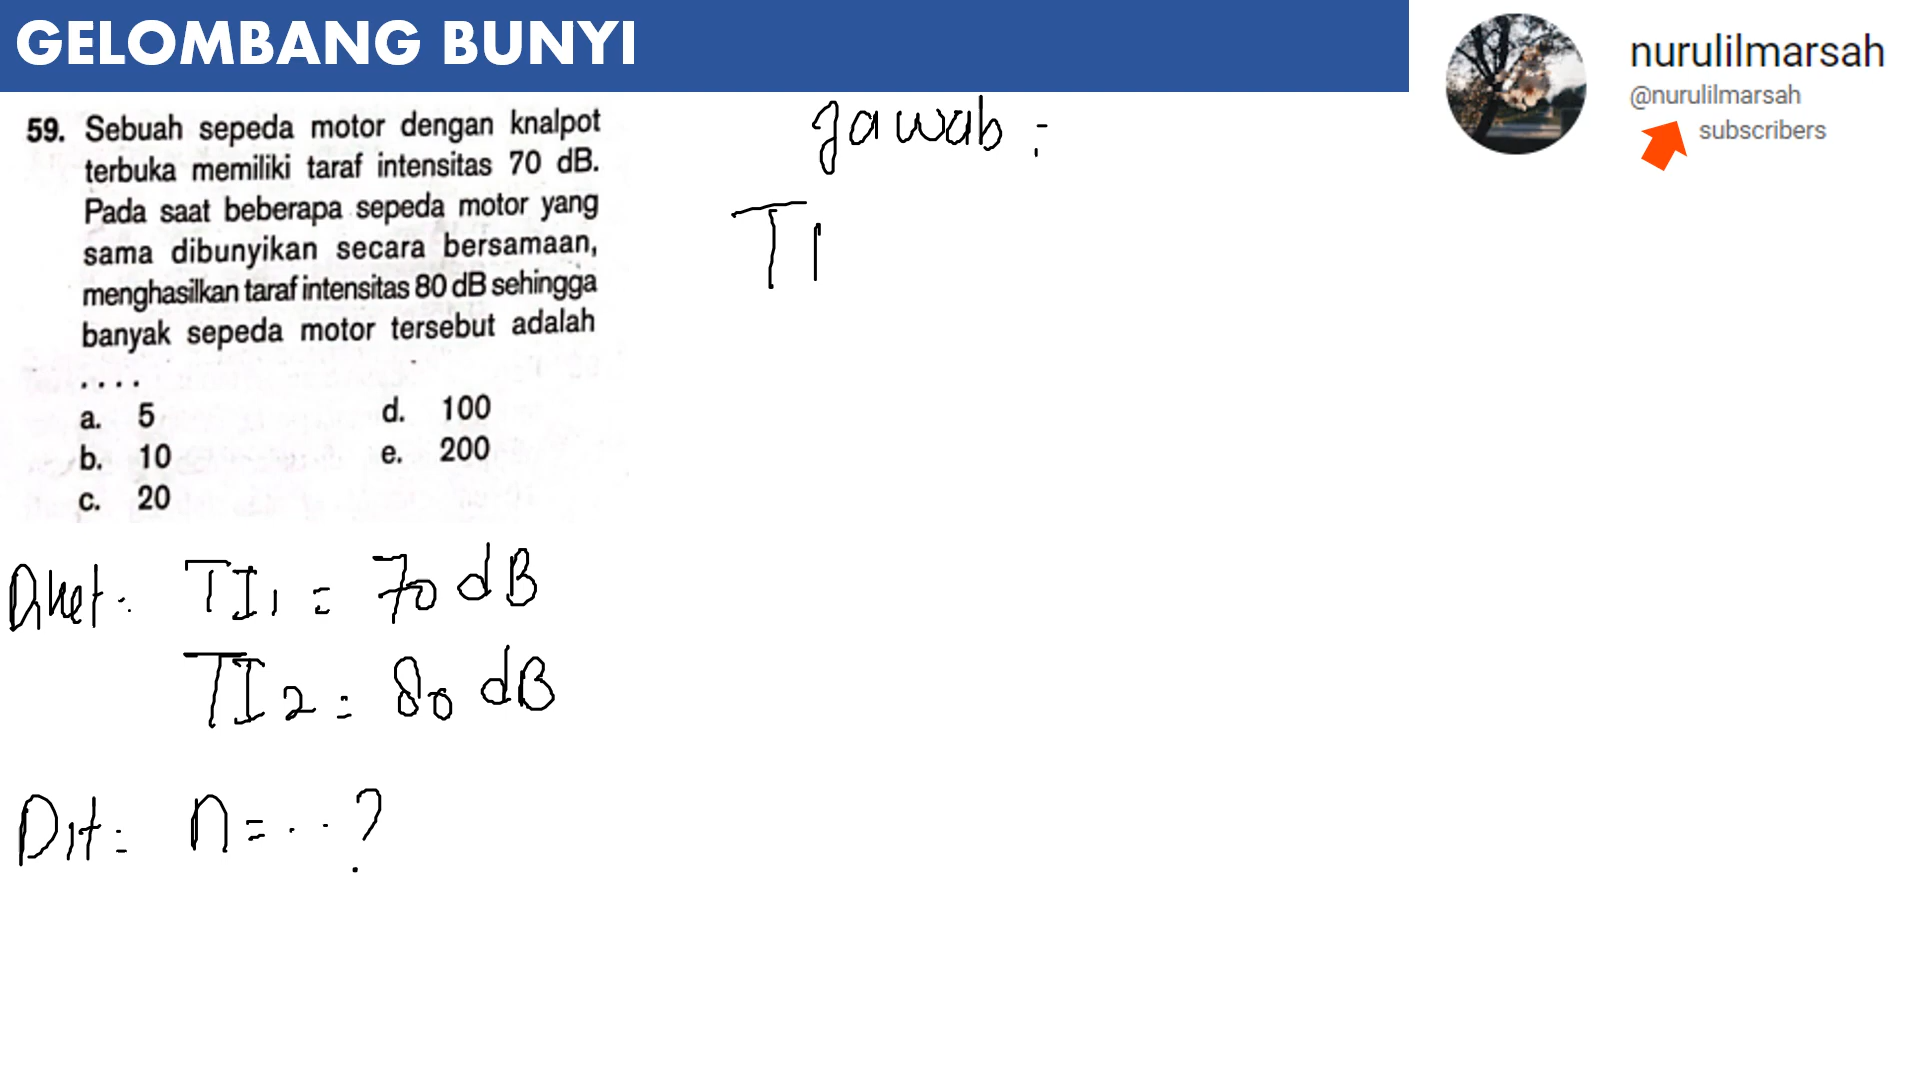 GELOMBANG BUNYI
nurulilmarsah
@nurulilmarsah
subscribers
59. Sebuah sepeda motor dengan knalpot
terbuka memiliki taraf intensitas 70 dB.
Pada saat beberapa sepeda motor yang
sama dibunyikan secara bersamaan,
menghasilkan taraf intensitas 80 dB sehingga
banyak sepeda motor tersebut adalah
....
a. 5
b. 10
c. 20
d. 100
e. 200
Diket: TI1 = 70 dB
TI2 = 80 dB
Dit: n = ... ?
Jawab :
TI